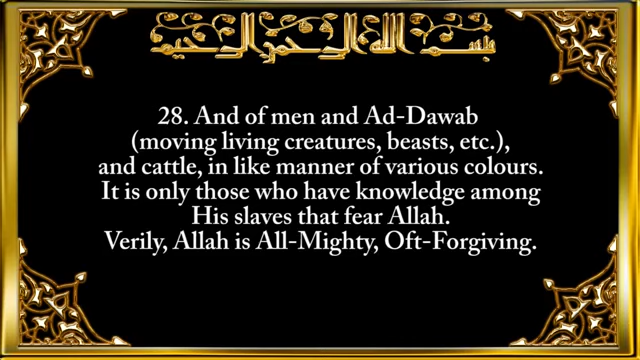 بسم الله الرحمن الرحيم
28. And of men and Ad-Dawab
(moving living creatures, beasts, etc.),
and cattle, in like manner of various colours.
It is only those who have knowledge among
His slaves that fear Allah.
Verily, Allah is All-Mighty, Oft-Forgiving.